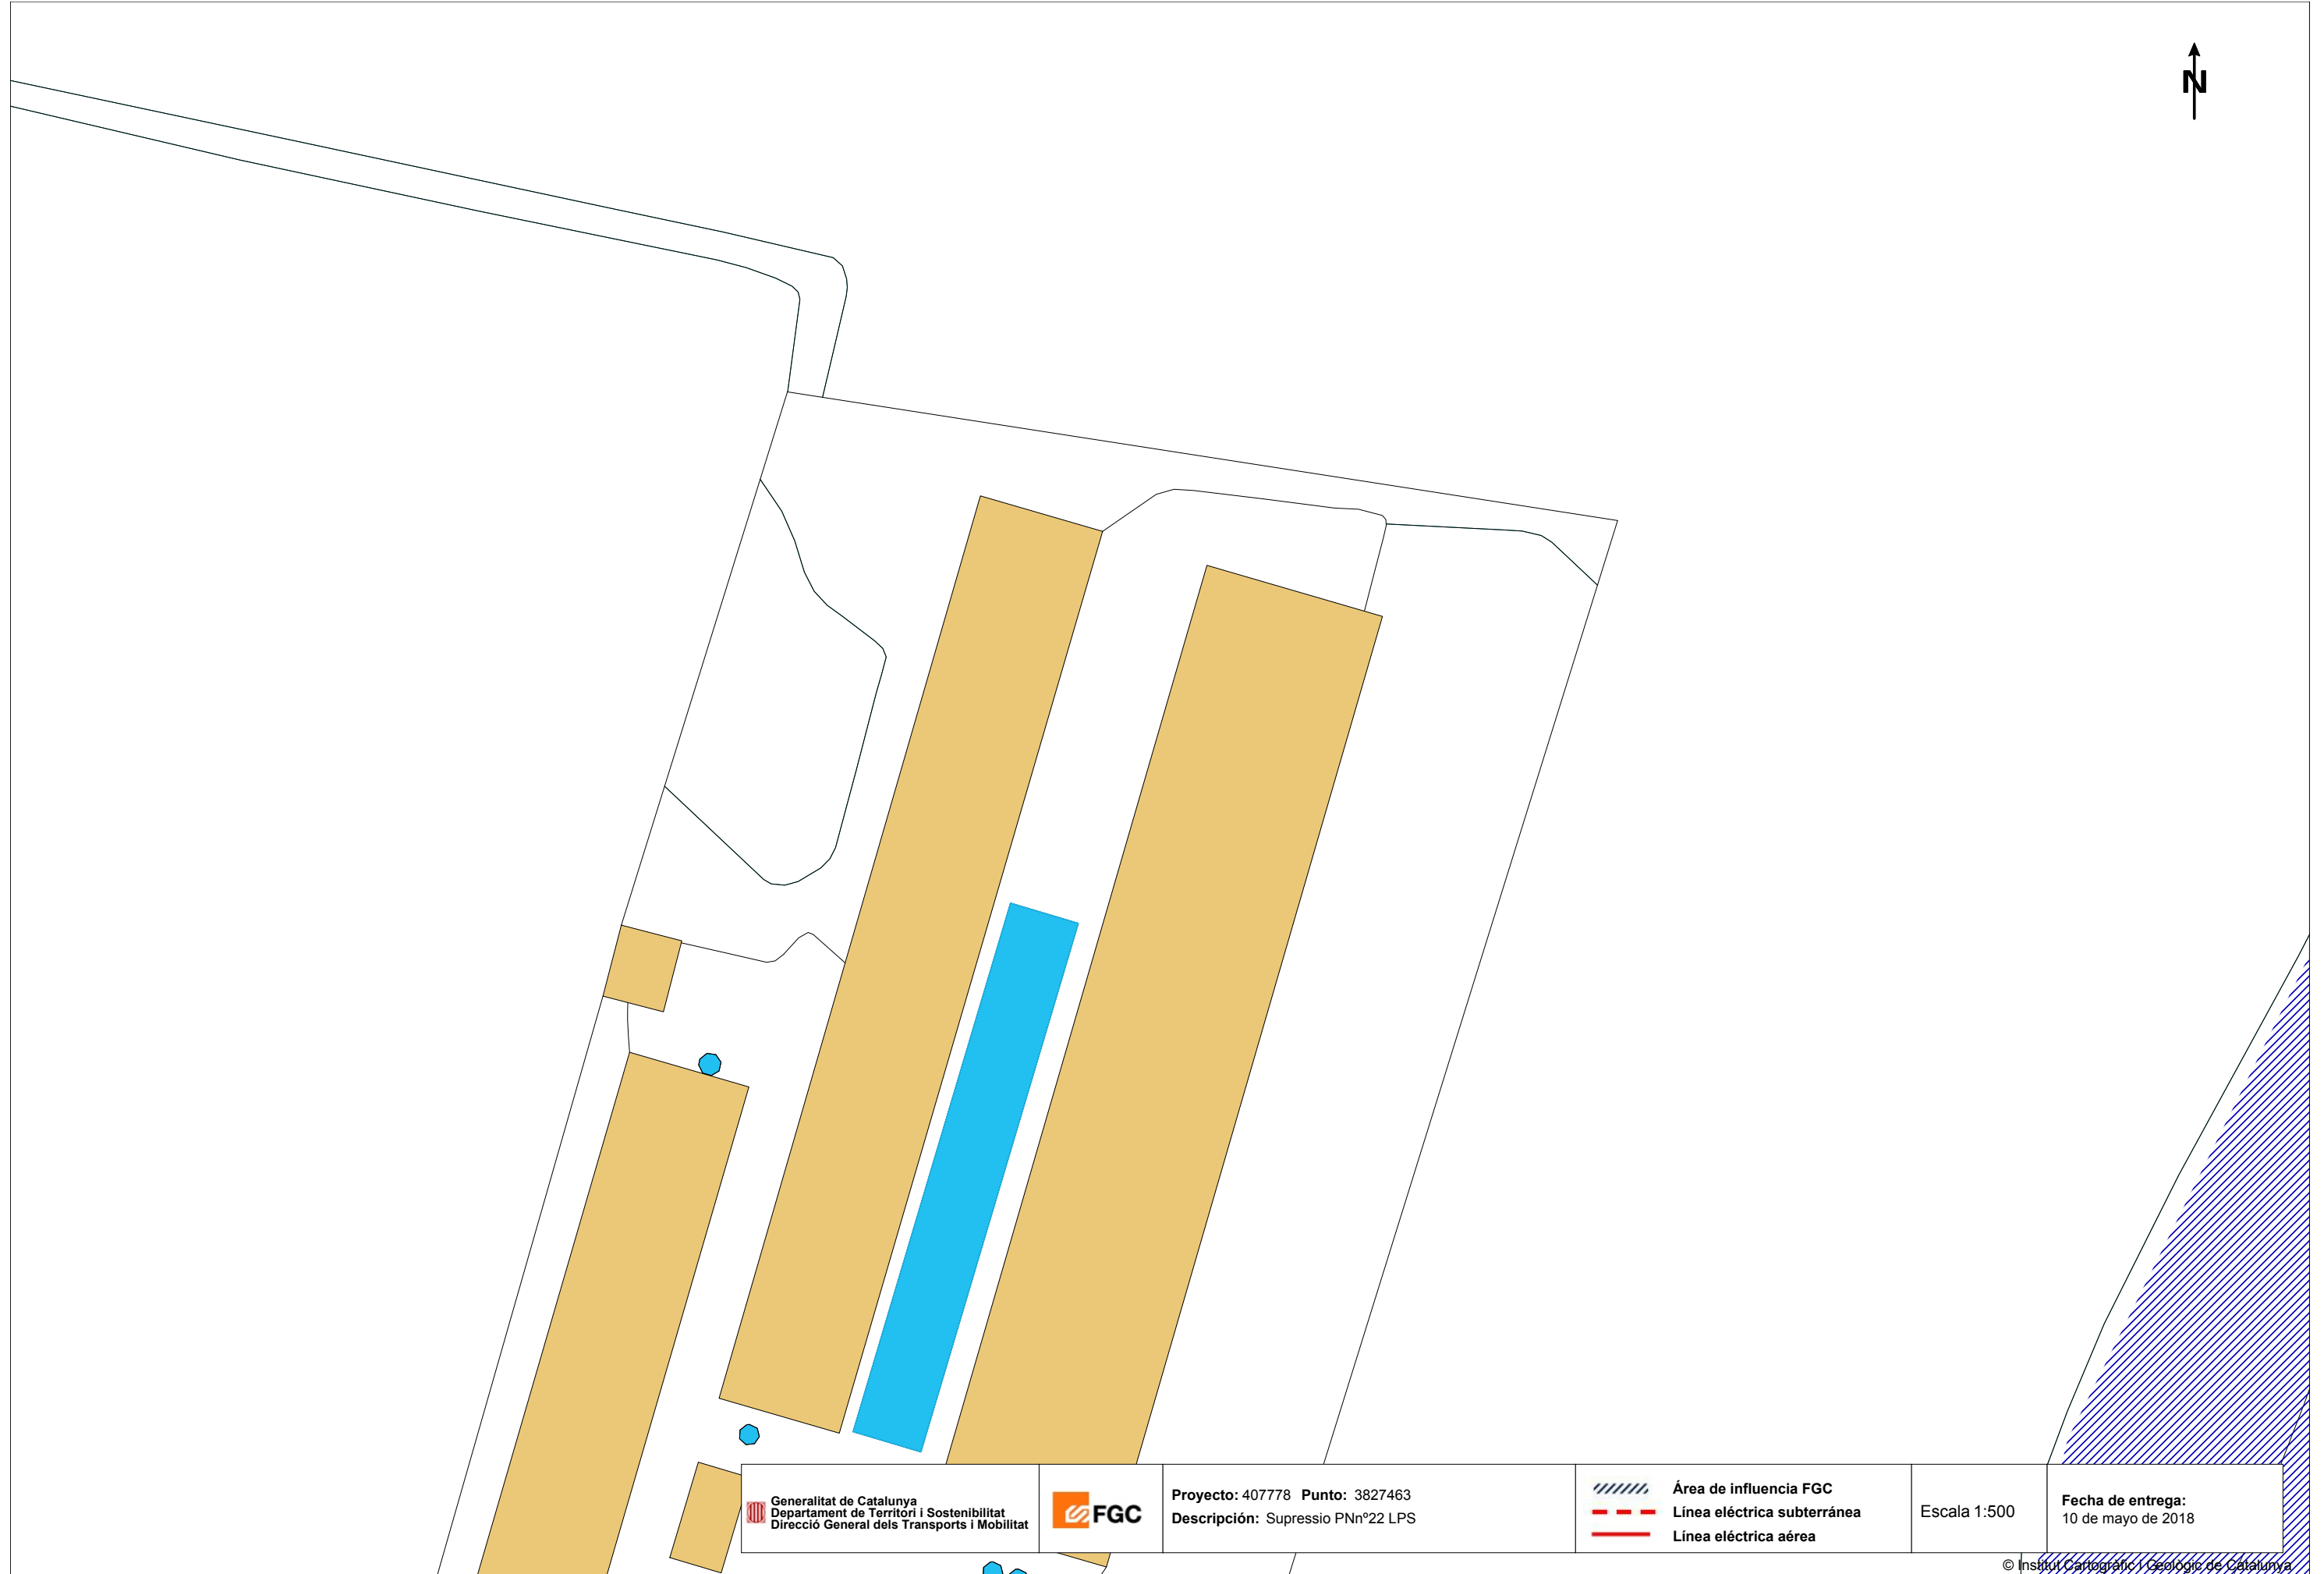 N
Generalitat de Catalunya
Departament de Territori i Sostenibilitat
Direcció General dels Transports i Mobilitat
FGC
Proyecto: 407778 Punto: 3827463
Descripción: Supressio PNnº22 LPS
Área de influencia FGC
Línea eléctrica subterránea
Línea eléctrica aérea
Escala 1:500
Fecha de entrega:
10 de mayo de 2018
© Institut Cartogràfic i Geològic de Catalunya